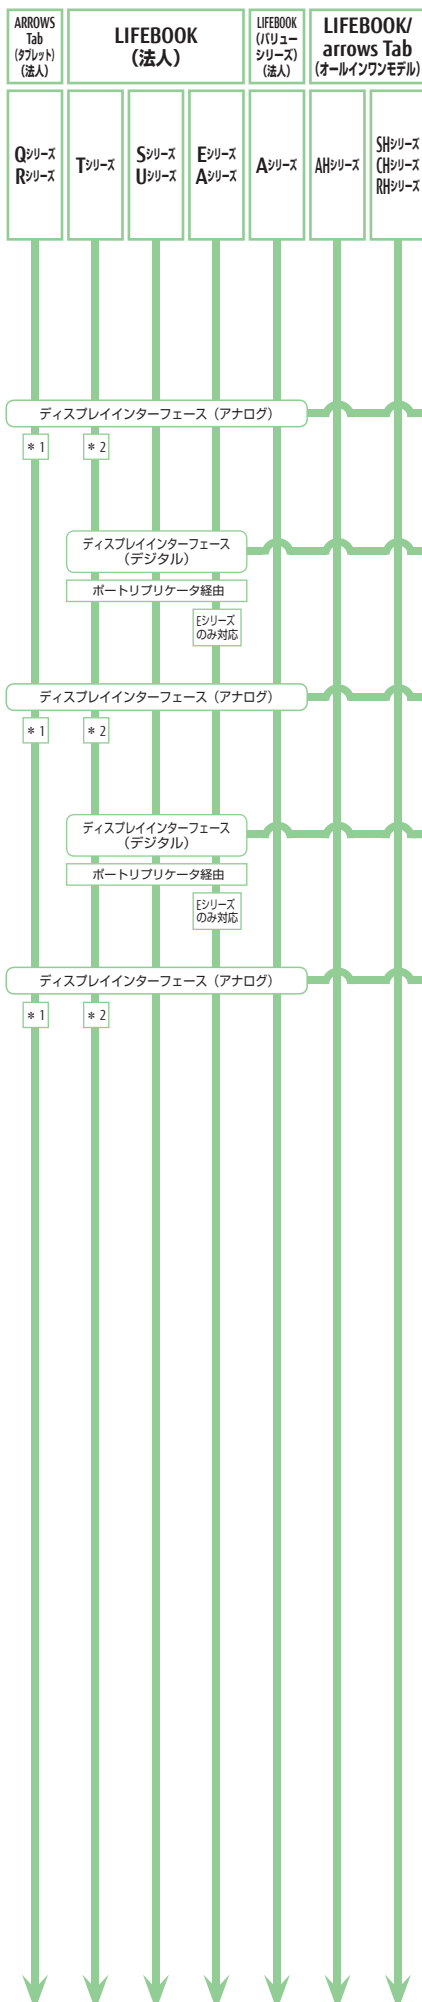 ARROWS
Tab
(タブレット)
(法人)
LIFEBOOK
(法人)
LIFEBOOK
(バリュー
シリーズ)
(法人)
LIFEBOOK/
arrows Tab
(オールインワンモデル)
Qシリーズ
Rシリーズ
Tシリーズ
Sシリーズ
Uシリーズ
Eシリーズ
Aシリーズ
Aシリーズ
AHシリーズ
SHシリーズ
CHシリーズ
RHシリーズ
ディスプレイインターフェース（アナログ）
＊1
＊2
ディスプレイインターフェース
（デジタル）
ポートリプリケータ経由
Eシリーズ
のみ対応
ディスプレイインターフェース（アナログ）
＊1
＊2
ディスプレイインターフェース
（デジタル）
ポートリプリケータ経由
Eシリーズ
のみ対応
ディスプレイインターフェース（アナログ）
＊1
＊2